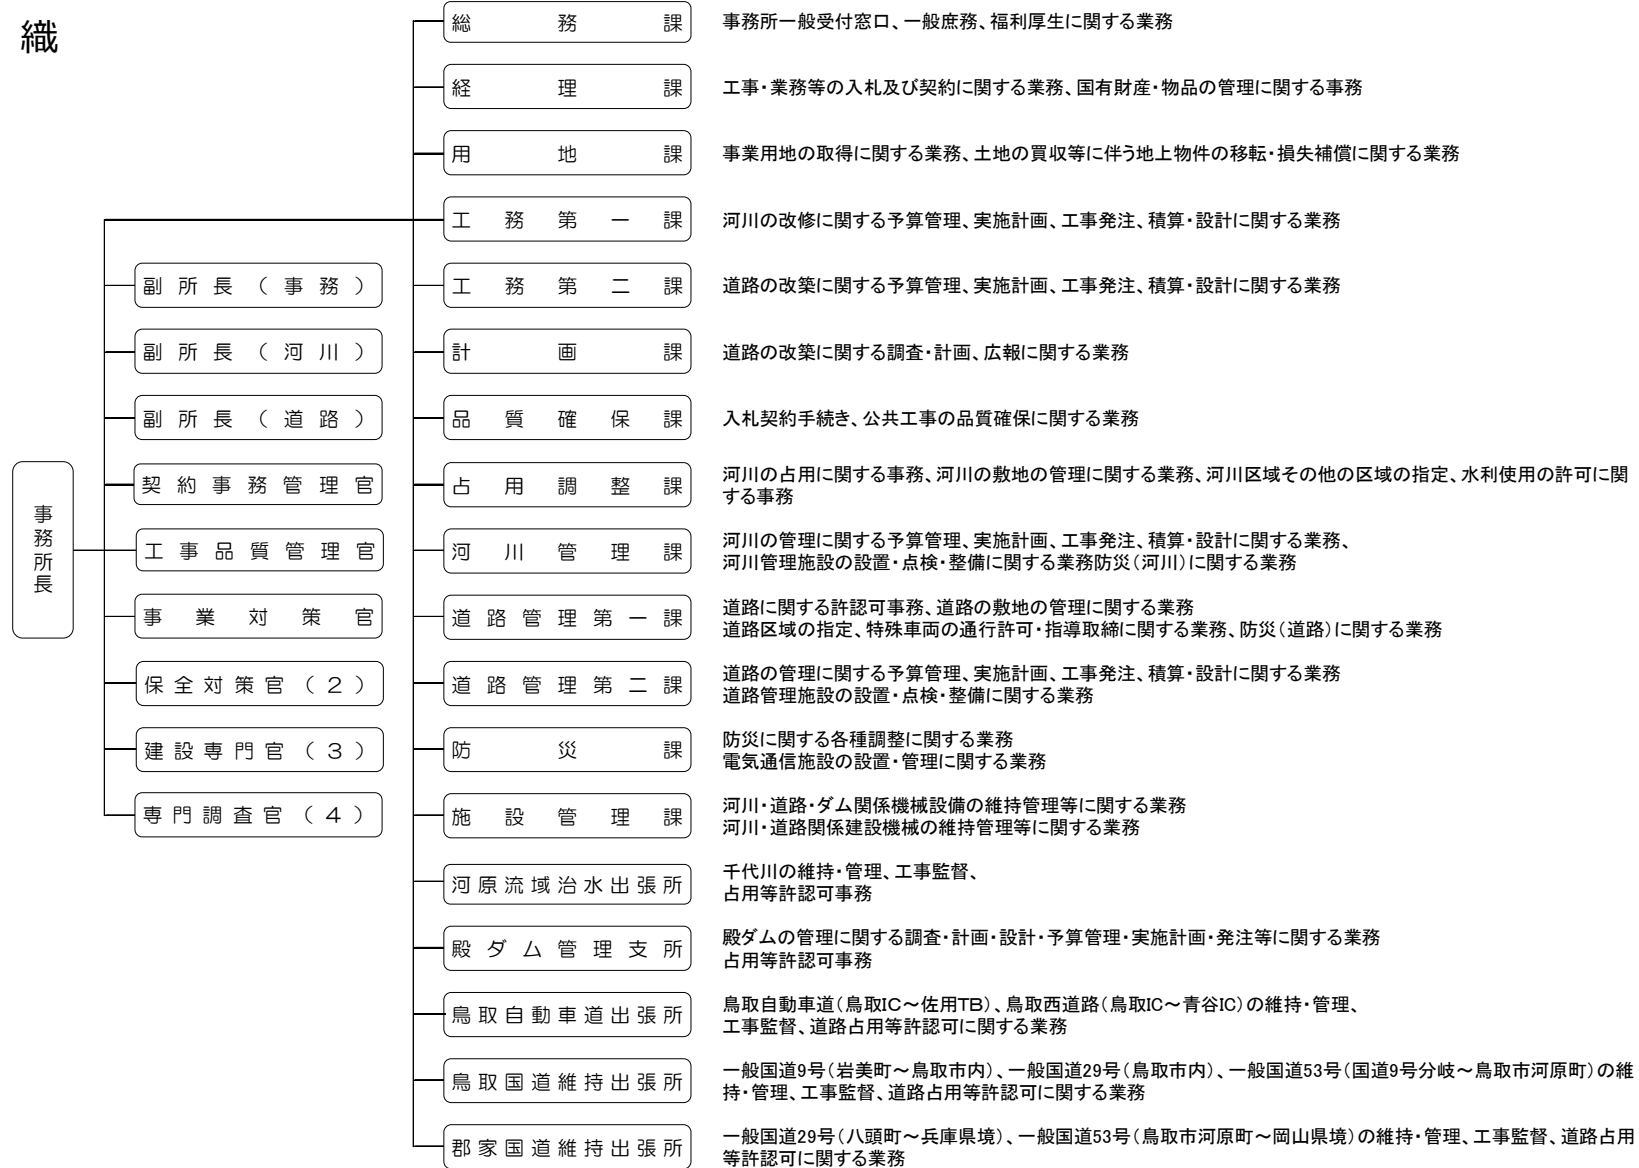 織
総務課
事務所一般受付窓口、一般庶務、福利厚生に関する業務
経理課
工事・業務等の入札及び契約に関する業務、国有財産・物品の管理に関する事務
用地課
事業用地の取得に関する業務、土地の買収等に伴う地上物件の移転・損失補償に関する業務
工務第一課
河川の改修に関する予算管理、実施計画、工事発注、積算・設計に関する業務
副所長(事務)
工務第二課
道路の改築に関する予算管理、実施計画、工事発注、積算・設計に関する業務
副所長(河川)
計画課
道路の改築に関する調査・計画、広報に関する業務
副所長(道路)
品質確保課
入札契約手続き、公共工事の品質確保に関する業務
契約事務管理官
占用調整課
河川の占用に関する事務、河川の敷地の管理に関する業務、河川区域その他の区域の指定、水利使用の許可に関
する事務
事務所長
工事品質管理官
河川管理課
河川の管理に関する予算管理、実施計画、工事発注、積算・設計に関する業務、
河川管理施設の設置・点検・整備に関する業務防災(河川)に関する業務
事業対策官
道路管理第一課
道路に関する許認可事務、道路の敷地の管理に関する業務
道路区域の指定、特殊車両の通行許可・指導取締に関する業務、防災(道路)に関する業務
保全対策官(2)
道路管理第二課
道路の管理に関する予算管理、実施計画、工事発注、積算・設計に関する業務
道路管理施設の設置・点検・整備に関する業務
建設専門官(3)
防災課
防災に関する各種調整に関する業務
電気通信施設の設置・管理に関する業務
専門調査官(4)
施設管理課
河川・道路・ダム関係機械設備の維持管理等に関する業務
河川・道路関係建設機械の維持管理等に関する業務
河原流域治水出張所
千代川の維持・管理、工事監督、
占用等許認可事務
殿ダム管理支所
殿ダムの管理に関する調査・計画・設計・予算管理・実施計画・発注等に関する業務
占用等許認可事務
鳥取自動車道出張所
鳥取自動車道(鳥取IC～佐用TB)、鳥取西道路(鳥取IC～青谷IC)の維持・管理、
工事監督、道路占用等許認可に関する業務
鳥取国道維持出張所
一般国道9号(岩美町～鳥取市内)、一般国道29号(鳥取市内)、一般国道53号(国道9号分岐～鳥取市河原町)の維
持・管理、工事監督、道路占用等許認可に関する業務
郡家国道維持出張所
一般国道29号(八頭町～兵庫県境)、一般国道53号(鳥取市河原町～岡山県境)の維持・管理、工事監督、道路占用
等許認可に関する業務